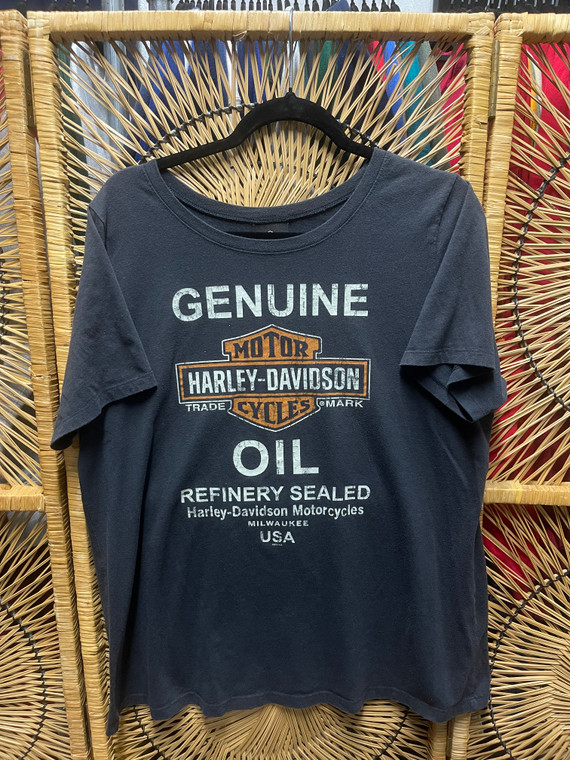 GENUINE
MOTOR
HARLEY-DAVIDSON
TRADE CYCLES ®MARK
OIL
REFINERY SEALED
Harley-Davidson Motorcycles
MILWAUKEE
USA